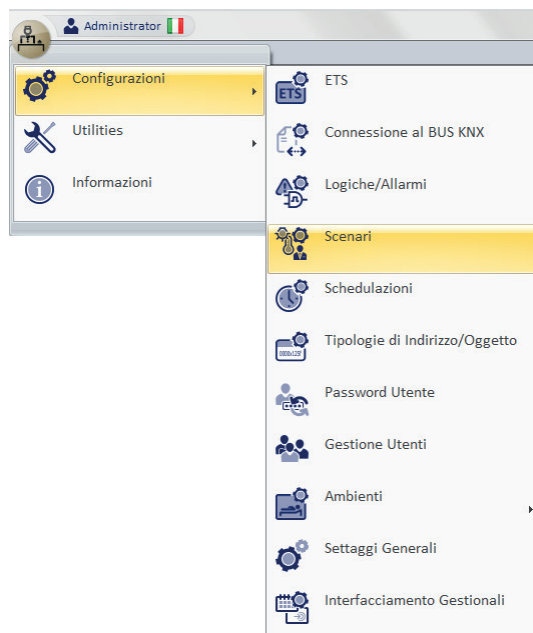 Administrator
Configurazioni
Utilities
Informazioni
ETS
ETS
Connessione al BUS KNX
Logiche/Allarmi
Scenari
Schedulazioni
Tipologie di Indirizzo/Oggetto
Password Utente
Gestione Utenti
Ambienti
Settaggi Generali
Interfacciamento Gestionali